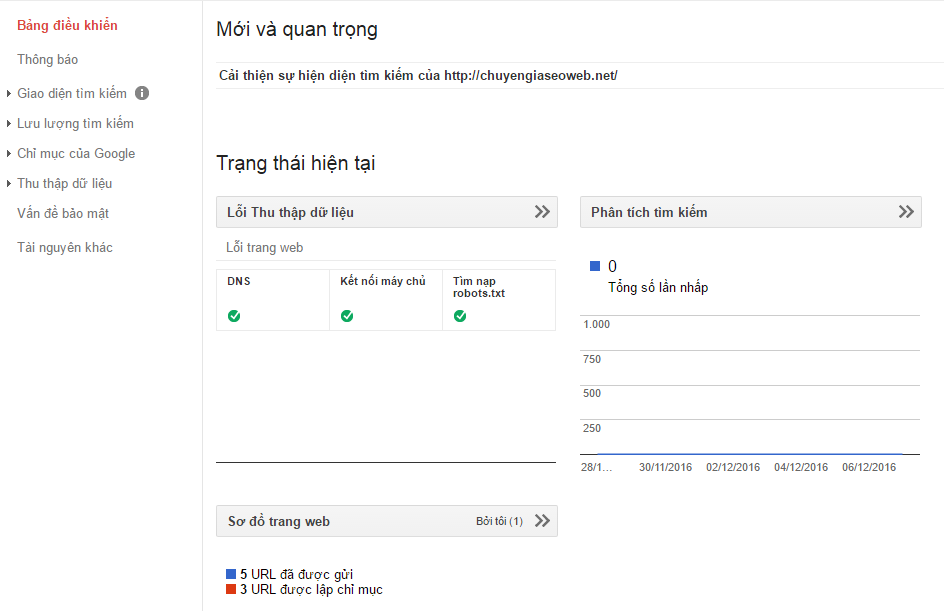 Bảng điều khiển
Thông báo
Giao diện tìm kiếm
Lưu lượng tìm kiếm
Chỉ mục của Google
Thu thập dữ liệu
Vấn đề bảo mật
Tài nguyên khác
Mới và quan trọng
Cải thiện sự hiện diện tìm kiếm của http://chuyengiaseoweb.net/
Trạng thái hiện tại
Lỗi Thu thập dữ liệu
Lỗi trang web
DNS
Kết nối máy chủ
Tìm nạp
robots.txt
Phân tích tìm kiếm
0
Tổng số lần nhấp
1.000
750
500
250
28/1… 30/11/2016 02/12/2016 04/12/2016 06/12/2016
Sơ đồ trang web Bởi tôi (1)
5 URL đã được gửi
3 URL được lập chỉ mục